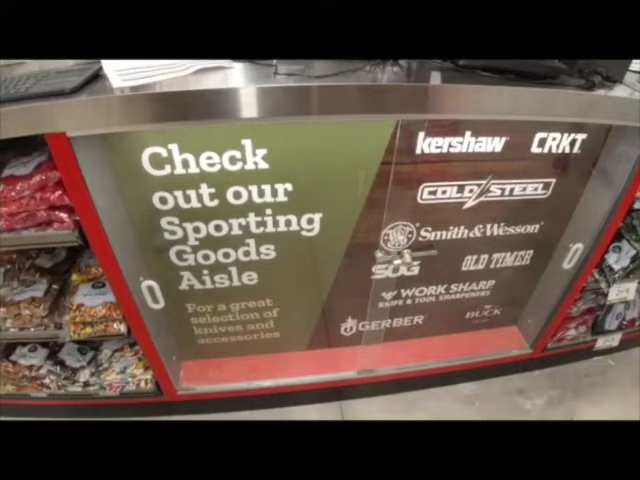 Check
out our
Sporting
Goods
Aisle
For a great
selection of
knives and
accessories
kershaw CRKT
COLD STEEL
Smith & Wesson
SOG OLD TIMER
WORK SHARP
KNIFE & TOOL SHARPENERS
GERBER BUCK